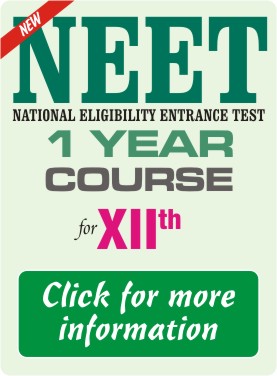 NEW
NEET
NATIONAL ELIGIBILITY ENTRANCE TEST
1 YEAR
COURSE
for XIIth
Click for more
information